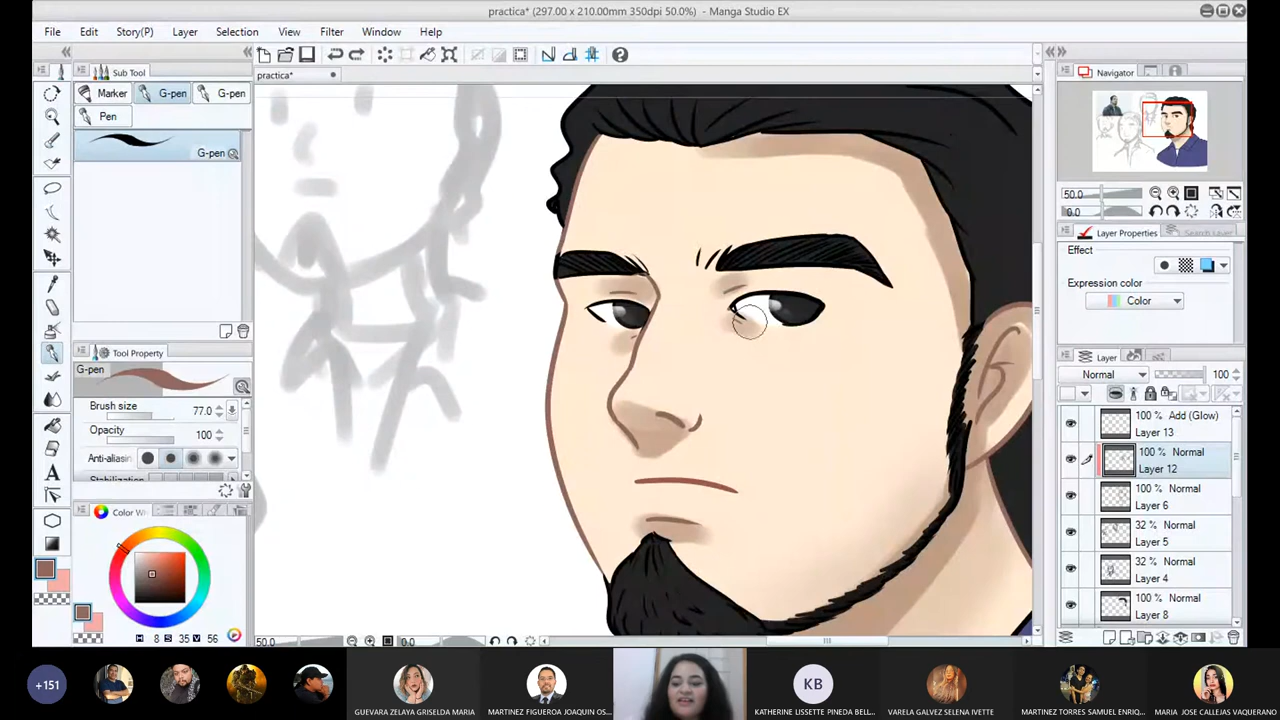 practica* (297.00 x 210.00mm 350dpi 50.0%) - Manga Studio EX
File Edit Story(P) Layer Selection View Filter Window Help
Sub Tool
practica*
Navigator
Marker G-pen G-pen
Pen
G-pen
50.0
0.0
Layer Properties Search Layer
Effect
Expression color
Color
Tool Property
Layer
G-pen
Normal 100
Brush size 77.0
Opacity 100
Anti-aliasin
Stabilization
100 % Add (Glow)
Layer 13
100 % Normal
Layer 12
100 % Normal
Layer 6
32 % Normal
Layer 5
32 % Normal
Layer 4
100 % Normal
Layer 8
Color W
H 8 S 35 V 56
50.0 0.0
+151
KB
GUEVARA ZELAYA GRISELDA MARIA
MARTINEZ FIGUEROA JOAQUIN OS...
KATHERINE LISSETTE PINEDA BELL...
VARELA GALVEZ SELENA IVETTE
MARTINEZ TORRES SAMUEL ENRIQ...
MARIA JOSE CALLEJAS VAQUERANO